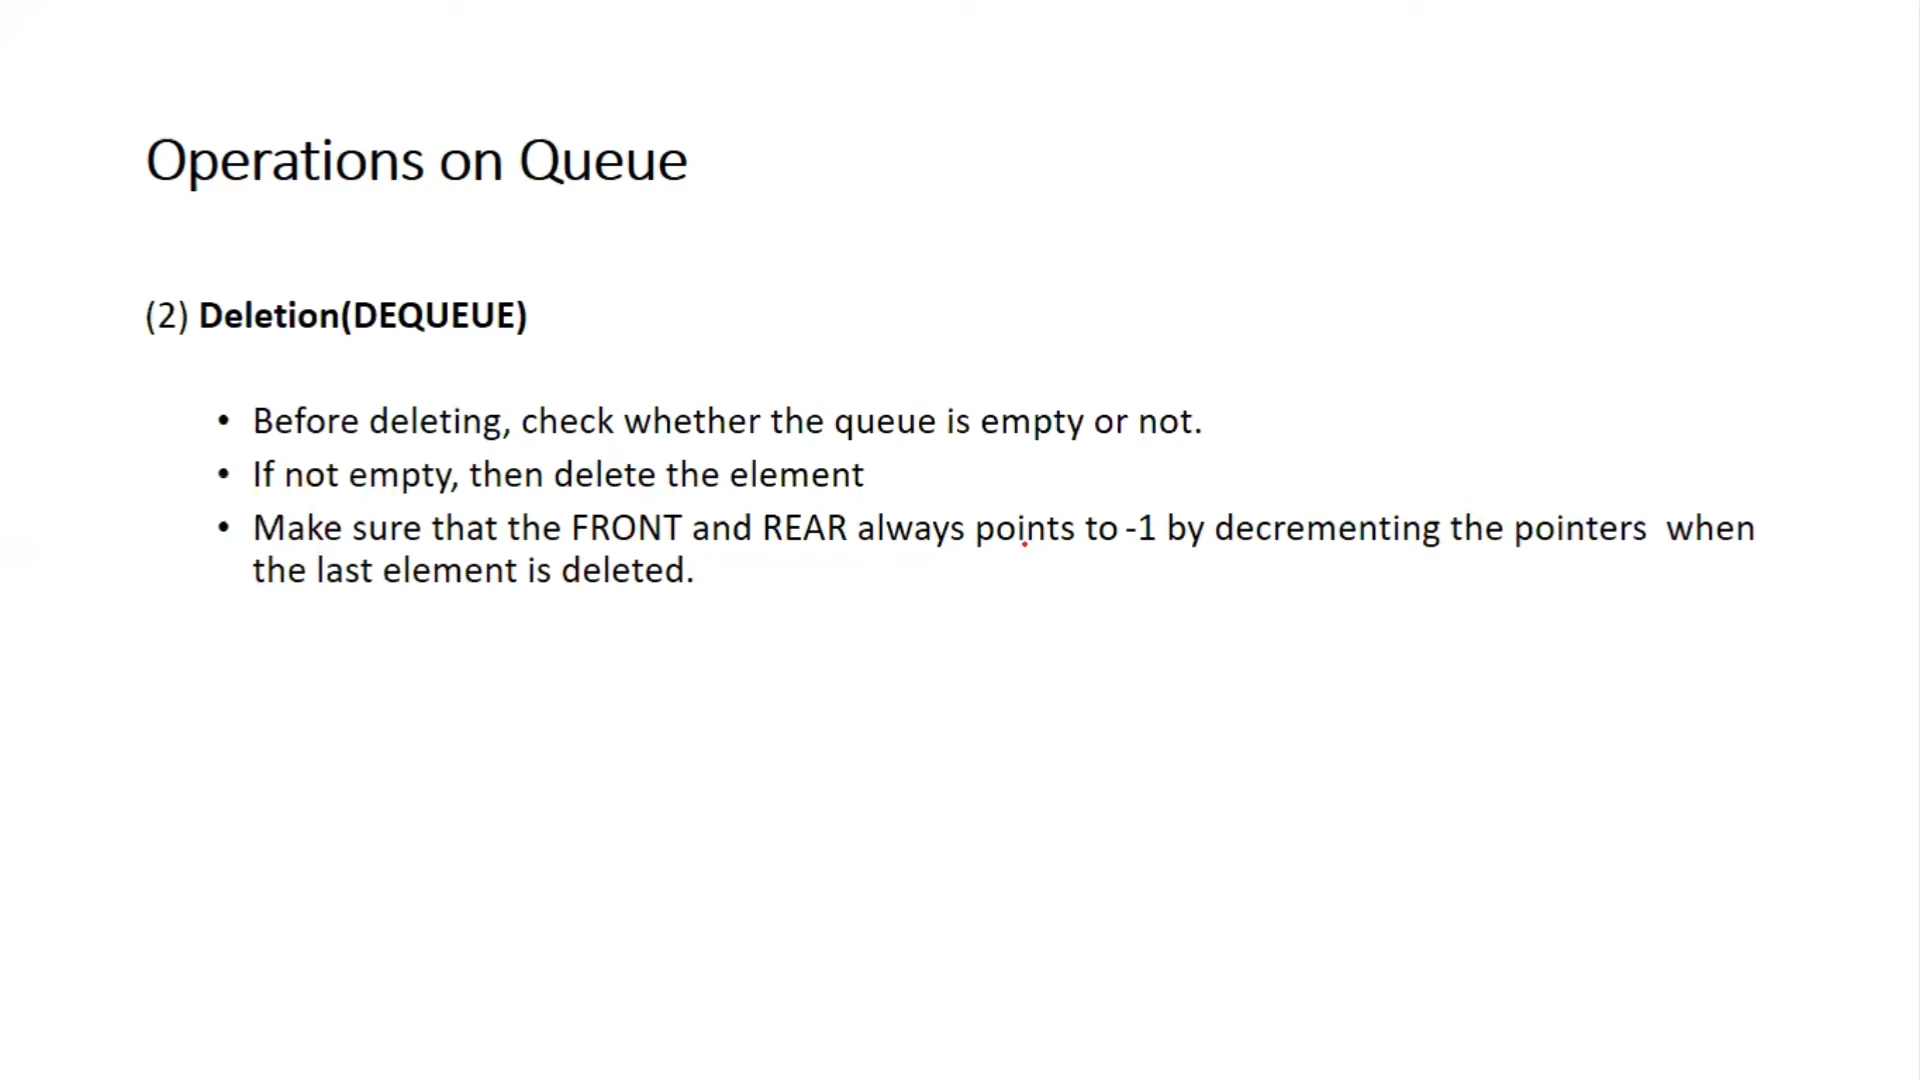 Operations on Queue
(2) Deletion(DEQUEUE)
• Before deleting, check whether the queue is empty or not.
• If not empty, then delete the element
• Make sure that the FRONT and REAR always points to -1 by decrementing the pointers  when
the last element is deleted.